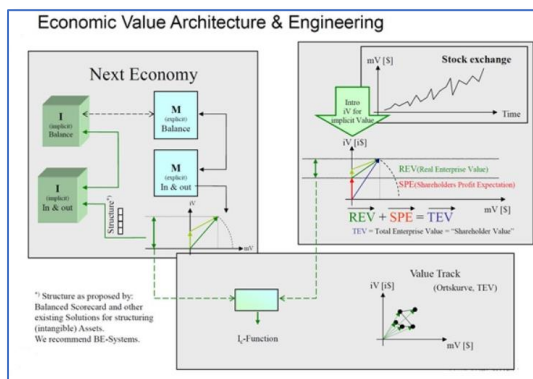 Economic Value Architecture & Engineering
Next Economy
I
(implicit)
Balance
M
(explicit)
Balance
I
(implicit)
In & out
M
(explicit)
In & out
Structure*)
iV
mV
mV [$]
Stock exchange
Time
Intro
iV for
implicit Value
iV [i$]
REV(Real Enterprise Value)
SPE(Shareholders Profit Expectation)
mV [$]
REV + SPE = TEV
TEV = Total Enterprise Value = “Shareholder Value”
*) Structure as proposed by:
Balanced Scorecard and other
existing Solutions for structuring
(intangible) Assets.
We recommend BE-Systems.
Value Track
(Ortskurve, TEV)
iV [i$]
mV [$]
-Function